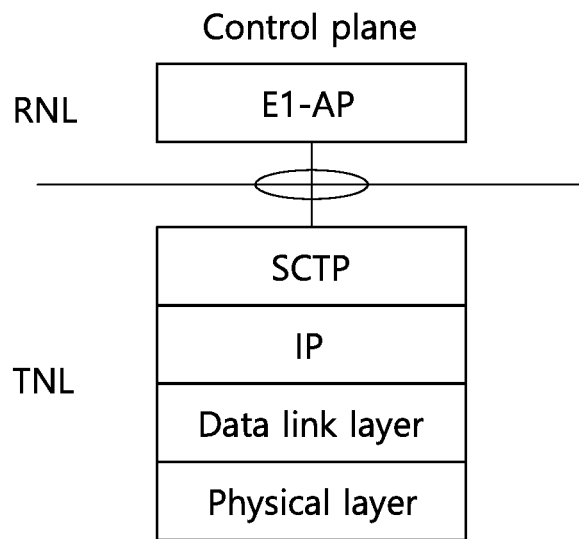 Control plane
RNL
E1-AP
SCTP
IP
TNL
Data link layer
Physical layer